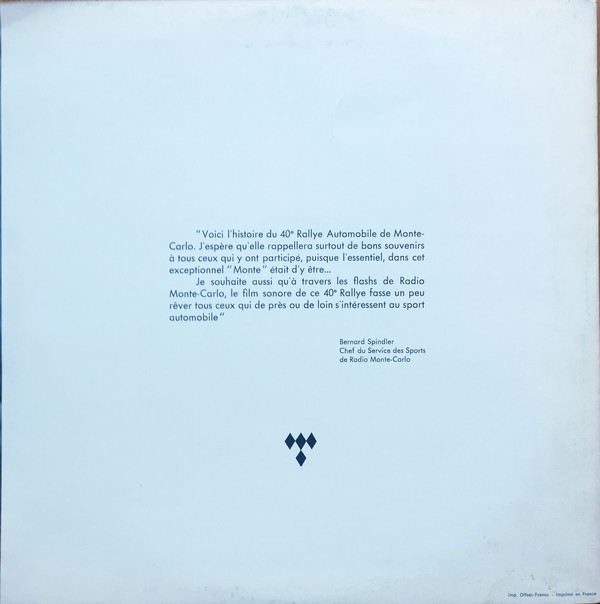 “Voici l'histoire du 40e Rallye Automobile de Monte-
Carlo. J'espère qu'elle rappellera surtout de bons souvenirs
à tous ceux qui y ont participé, puisque l'essentiel, dans cet
exceptionnel “Monte” était d'y être...
Je souhaite aussi qu'à travers les flashs de Radio
Monte-Carlo, le film sonore de ce 40e Rallye fasse un peu
rêver tous ceux qui de près ou de loin s'intéressent au sport
automobile”
Bernard Spindler
Chef du Service des Sports
de Radio Monte-Carlo
Imp. Offset-France - Imprimé en France